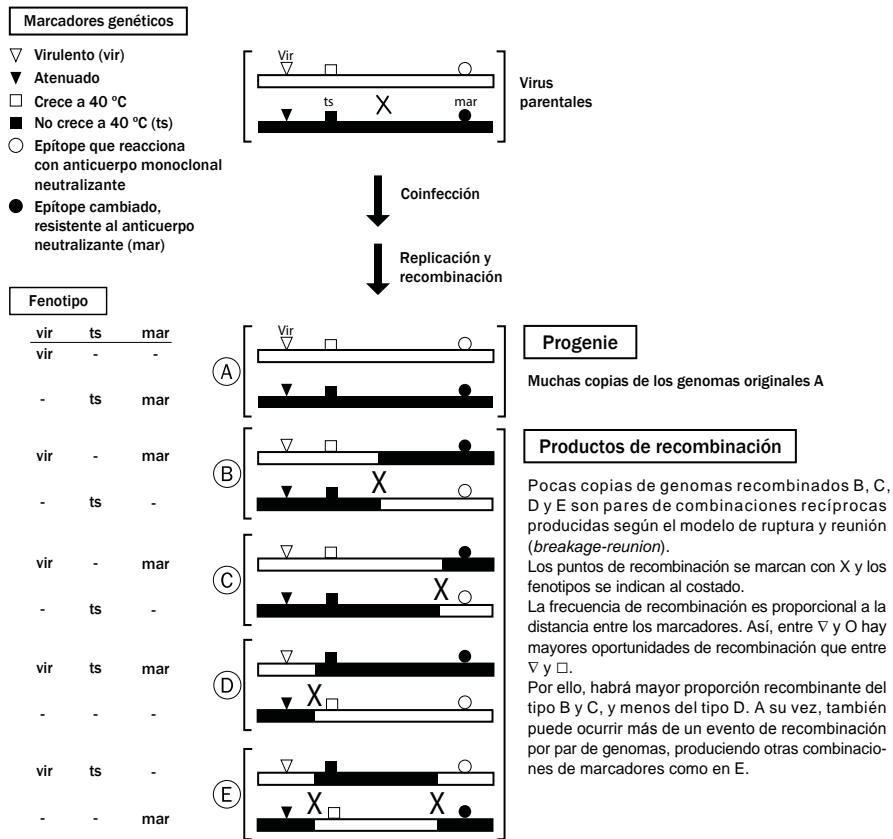 Marcadores genéticos
Virulento (vir)
Atenuado
Crece a 40 ºC
No crece a 40 ºC (ts)
Epítope que reacciona
con anticuerpo monoclonal
neutralizante
Epítope cambiado,
resistente al anticuerpo
neutralizante (mar)
Vir
ts X mar
Virus
parentales
Coinfección
Replicación y
recombinación
Fenotipo
vir ts mar
vir - -
- ts mar
A
Vir
Progenie
Muchas copias de los genomas originales A
vir - mar
- ts -
B
X
vir - mar
- ts -
C
X
vir ts mar
- - -
D
X
vir ts -
- - mar
E
X X
Productos de recombinación
Pocas copias de genomas recombinados B, C,
D y E son pares de combinaciones recíprocas
producidas según el modelo de ruptura y reunión
(breakage-reunion).
Los puntos de recombinación se marcan con X y los
fenotipos se indican al costado.
La frecuencia de recombinación es proporcional a la
distancia entre los marcadores. Así, entre ∇ y O hay
mayores oportunidades de recombinación que entre
∇ y □.
Por ello, habrá mayor proporción recombinante del
tipo B y C, y menos del tipo D. A su vez, también
puede ocurrir más de un evento de recombinación
por par de genomas, produciendo otras combinacio-
nes de marcadores como en E.